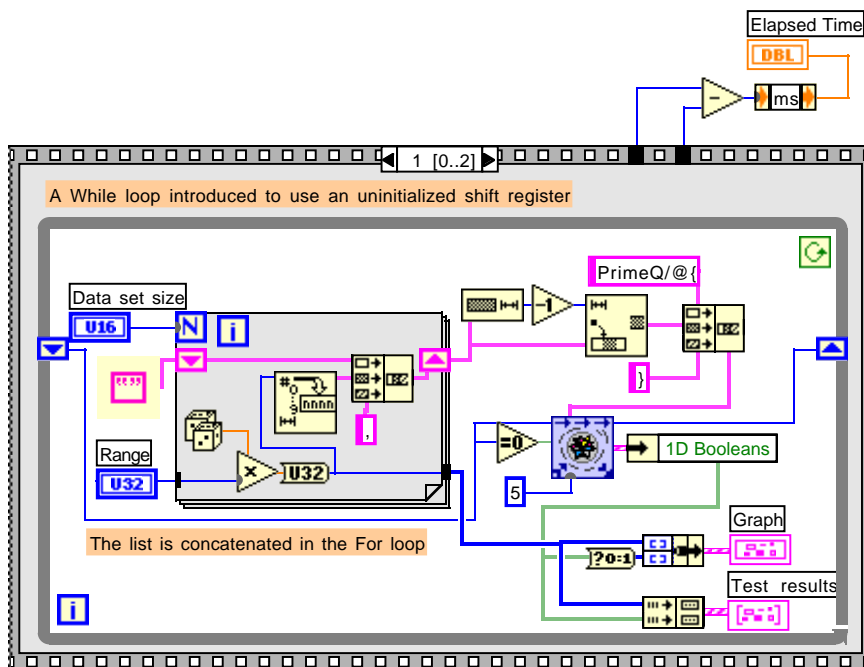 Elapsed Time
DBL
ms
1 [0..2]
A While loop introduced to use an uninitialized shift register
PrimeQ/@{
Data set size
U16
N
i
-1
}
#
nnnn
,
=0
1D Booleans
Range
U32
x
U32
5
The list is concatenated in the For loop
Graph
?0:1
Test results
i